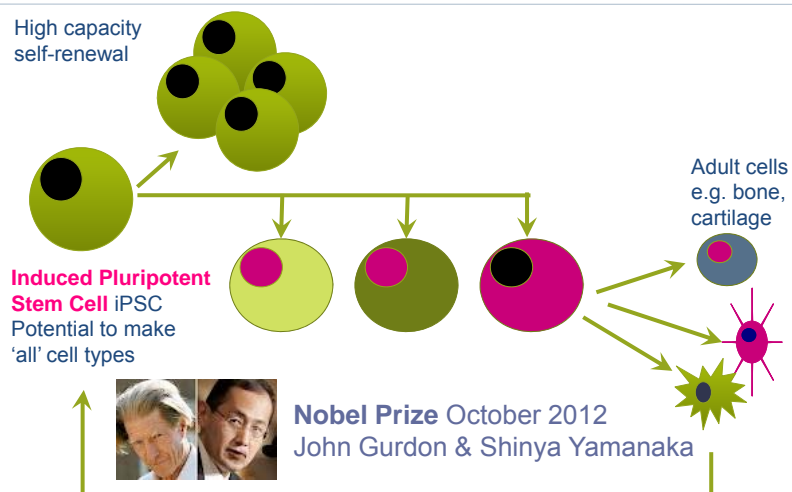 High capacity
self-renewal
Adult cells
e.g. bone,
cartilage
Induced Pluripotent
Stem Cell iPSC
Potential to make
‘all’ cell types
Nobel Prize October 2012
John Gurdon & Shinya Yamanaka